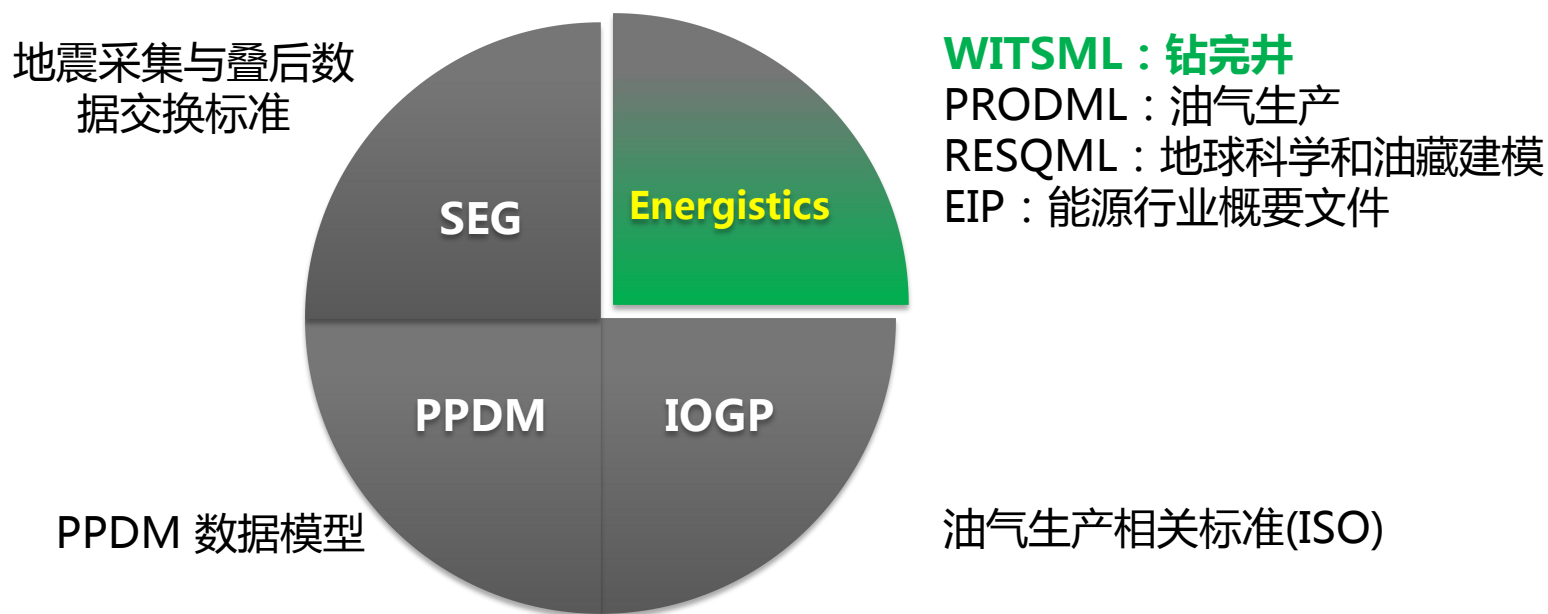 地震采集与叠后数
据交换标准
SEG
Energistics
WITSML：钻完井
PRODML：油气生产
RESQML：地球科学和油藏建模
EIP：能源行业概要文件
PPDM
IOGP
PPDM 数据模型
油气生产相关标准(ISO)